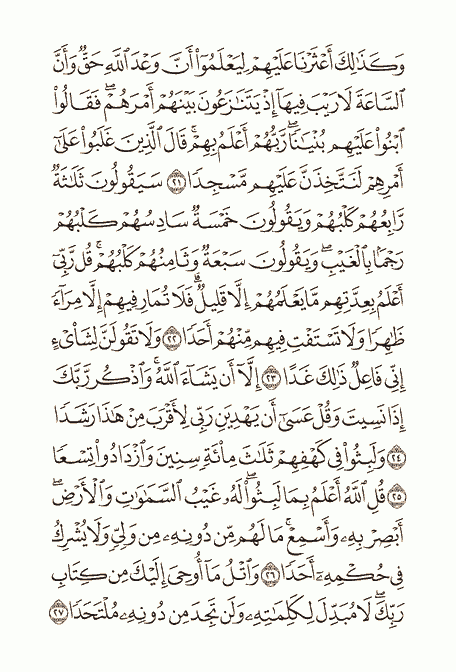 وَكَذَٰلِكَ أَعْثَرْنَا عَلَيْهِمْ لِيَعْلَمُوٓا۟ أَنَّ وَعْدَ ٱللَّهِ حَقٌّ وَأَنَّ
ٱلسَّاعَةَ لَا رَيْبَ فِيهَآ إِذْ يَتَنَٰزَعُونَ بَيْنَهُمْ أَمْرَهُمْ ۖ فَقَالُوا۟
ٱبْنُوا۟ عَلَيْهِم بُنْيَٰنًا ۖ رَّبُّهُمْ أَعْلَمُ بِهِمْ ۚ قَالَ ٱلَّذِينَ غَلَبُوا۟ عَلَىٰٓ
أَمْرِهِمْ لَنَتَّخِذَنَّ عَلَيْهِم مَّسْجِدًا ٢١ سَيَقُولُونَ ثَلَٰثَةٌ
رَّابِعُهُمْ كَلْبُهُمْ وَيَقُولُونَ خَمْسَةٌ سَادِسُهُمْ كَلْبُهُمْ
رَجْمًۢا بِٱلْغَيْبِ ۖ وَيَقُولُونَ سَبْعَةٌ وَثَامِنُهُمْ كَلْبُهُمْ ۚ قُل رَّبِّىٓ
أَعْلَمُ بِعِدَّتِهِم مَّا يَعْلَمُهُمْ إِلَّا قَلِيلٌ ۗ فَلَا تُمَارِ فِيهِمْ إِلَّا مِرَآءً
ظَٰهِرًا وَلَا تَسْتَفْتِ فِيهِم مِّنْهُمْ أَحَدًا ٢٢ وَلَا تَقُولَنَّ لِشَا۟ىْءٍ
إِنِّى فَاعِلٌ ذَٰلِكَ غَدًا ٢٣ إِلَّآ أَن يَشَآءَ ٱللَّهُ ۚ وَٱذْكُر رَّبَّكَ
إِذَا نَسِيتَ وَقُلْ عَسَىٰٓ أَن يَهْدِيَنِ رَبِّى لِأَقْرَبَ مِنْ هَٰذَا رَشَدًا
٢٤ وَلَبِثُوا۟ فِى كَهْفِهِمْ ثَلَٰثَ مِا۟ئَةٍ سِنِينَ وَٱزْدَادُوا۟ تِسْعًا
٢٥ قُلِ ٱللَّهُ أَعْلَمُ بِمَا لَبِثُوا۟ ۖ لَهُۥ غَيْبُ ٱلسَّمَٰوَٰتِ وَٱلْأَرْضِ ۖ
أَبْصِرْ بِهِۦ وَأَسْمِعْ ۚ مَا لَهُم مِّن دُونِهِۦ مِن وَلِىٍّ وَلَا يُشْرِكُ
فِى حُكْمِهِۦٓ أَحَدًا ٢٦ وَٱتْلُ مَآ أُوحِىَ إِلَيْكَ مِن كِتَابِ
رَبِّكَ ۖ لَا مُبَدِّلَ لِكَلِمَٰتِهِۦ وَلَن تَجِدَ مِن دُونِهِۦ مُلْتَحَدًا ٢٧